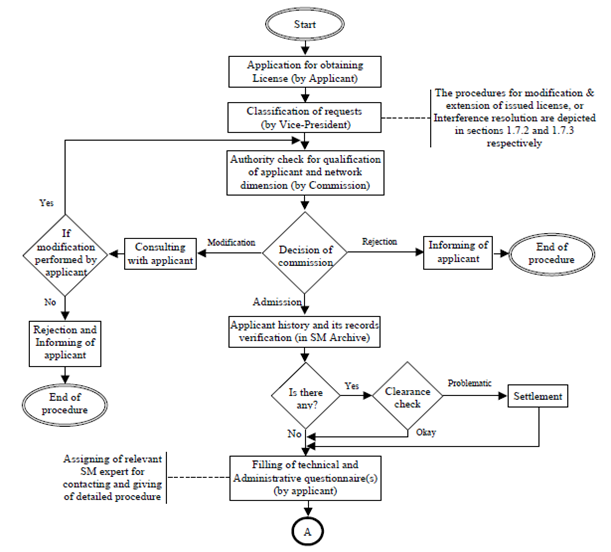 Start
Application for obtaining
License (by Applicant)
Classification of requests
(by Vice-President)
The procedures for modification &
extension of issued license, or
Interference resolution are depicted
in sections 1.7.2 and 1.7.3
respectively
Authority check for qualification
of applicant and network
dimension (by Commission)
Yes
If
modification
performed by
applicant
Consulting
with applicant
Modification
Decision of
commission
Rejection
Informing of
applicant
End of
procedure
No
Admission
Rejection and
Informing of
applicant
Applicant history and its records
verification (in SM Archive)
End of
procedure
Is there
any?
Yes
Clearance
check
Problematic
Settlement
No
Okay
Assigning of relevant
SM expert for
contacting and giving
of detailed procedure
Filling of technical and
Administrative questionnaire(s)
(by applicant)
A